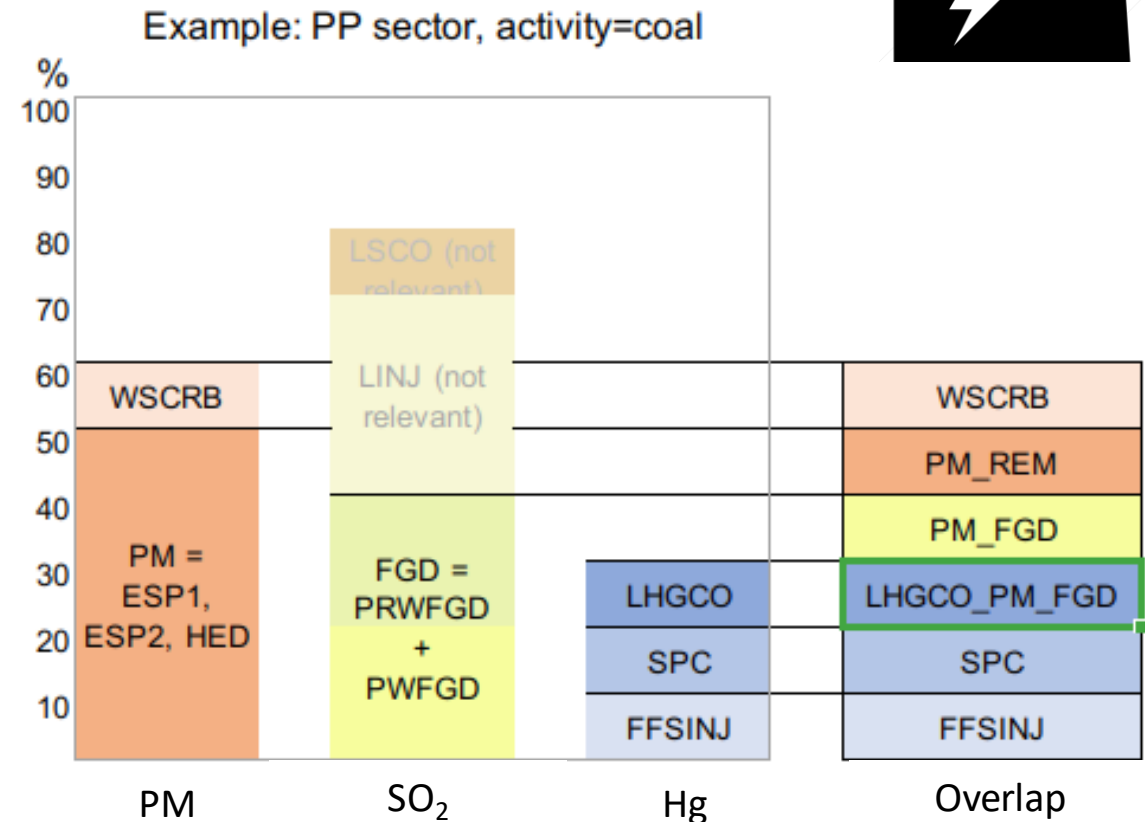 Example: PP sector, activity=coal
%
100
90
80
70
60
50
40
30
20
10
WSCRB
PM =
ESP1,
ESP2, HED
LSCO (not
relevant)
LINJ (not
relevant)
FGD =
PRWFGD
+
PWFGD
LHGCO
SPC
FFSINJ
WSCRB
PM_REM
PM_FGD
LHGCO_PM_FGD
SPC
FFSINJ
PM
SO₂
Hg
Overlap